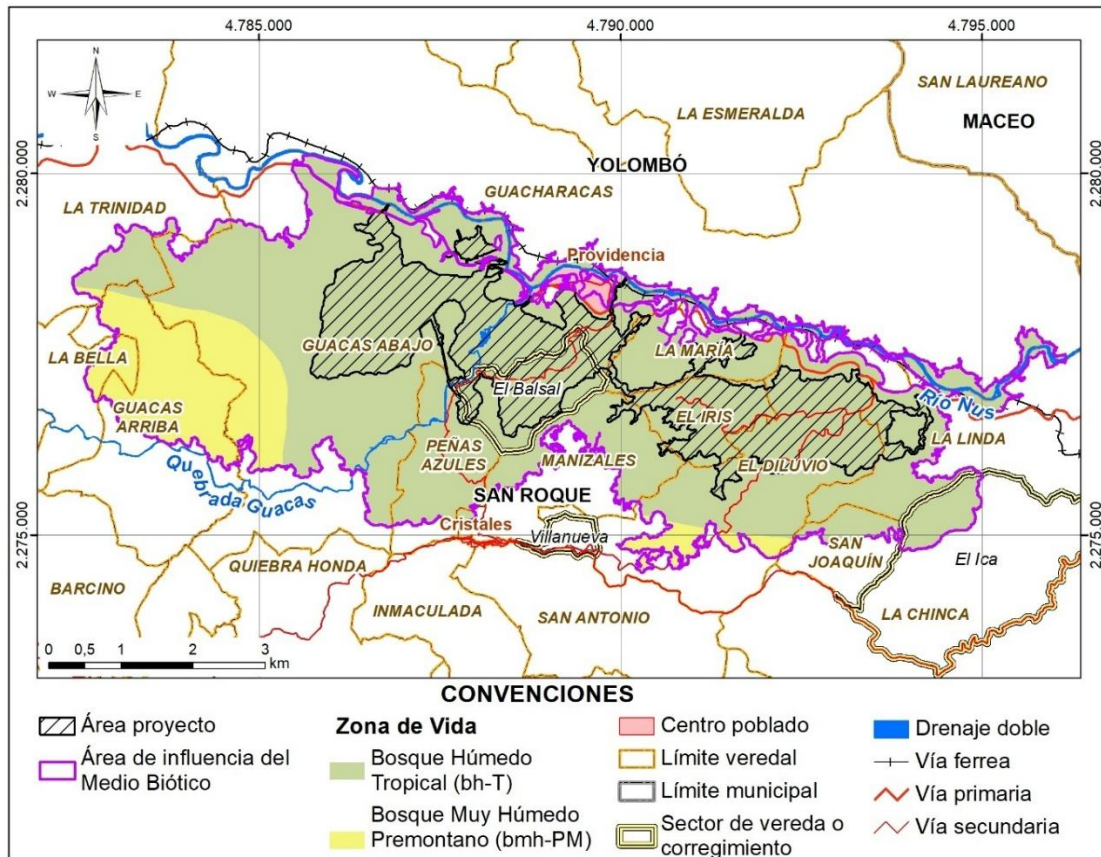 4.785.000
4.790.000
4.795.000
N
W
E
S
SAN LAUREANO
LA ESMERALDA
MACEO
YOLOMBÓ
2.280.000
2.280.000
GUACHARACAS
LA TRINIDAD
Providencia
GUACAS ABAJO
LA MARÍA
LA BELLA
El Balsal
Río Nus
GUACAS
ARRIBA
EL IRIS
LA LINDA
PEÑAS
AZULES
MANIZALES
EL DILÚVIO
Quebrada Guacas
SAN ROQUE
Cristales
Villanueva
2.275.000
2.275.000
SAN
JOAQUÍN
El Ica
QUIEBRA HONDA
BARCINO
INMACULADA
SAN ANTONIO
LA CHINCA
0 0,5 1 2 3
km
CONVENCIONES
Área proyecto
Área de influencia del
Medio Biótico
Zona de Vida
Bosque Húmedo
Tropical (bh-T)
Bosque Muy Húmedo
Premontano (bmh-PM)
Centro poblado
Límite veredal
Límite municipal
Sector de vereda o
corregimiento
Drenaje doble
Vía ferrea
Vía primaria
Vía secundaria